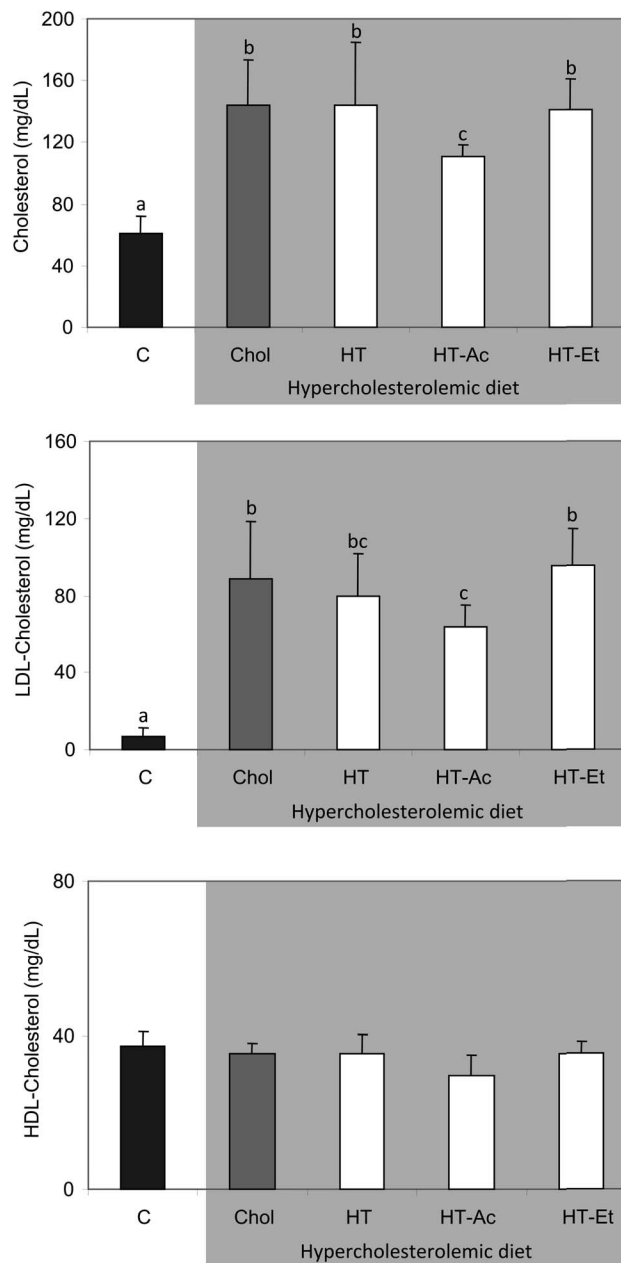 Cholesterol (mg/dL)
200
160
120
80
40
0
a
b
b
c
b
C Chol HT HT-Ac HT-Et
Hypercholesterolemic diet
LDL-Cholesterol (mg/dL)
160
120
80
40
0
a
b
bc
c
b
C Chol HT HT-Ac HT-Et
Hypercholesterolemic diet
HDL-Cholesterol (mg/dL)
80
40
0
C Chol HT HT-Ac HT-Et
Hypercholesterolemic diet